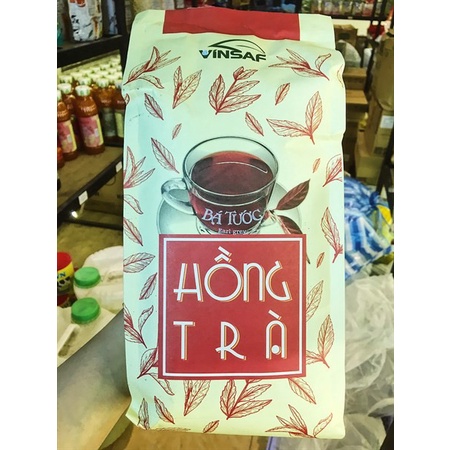 VINSAF
BÁ TƯỚC
Earl grey
HỒNG
TRÀ